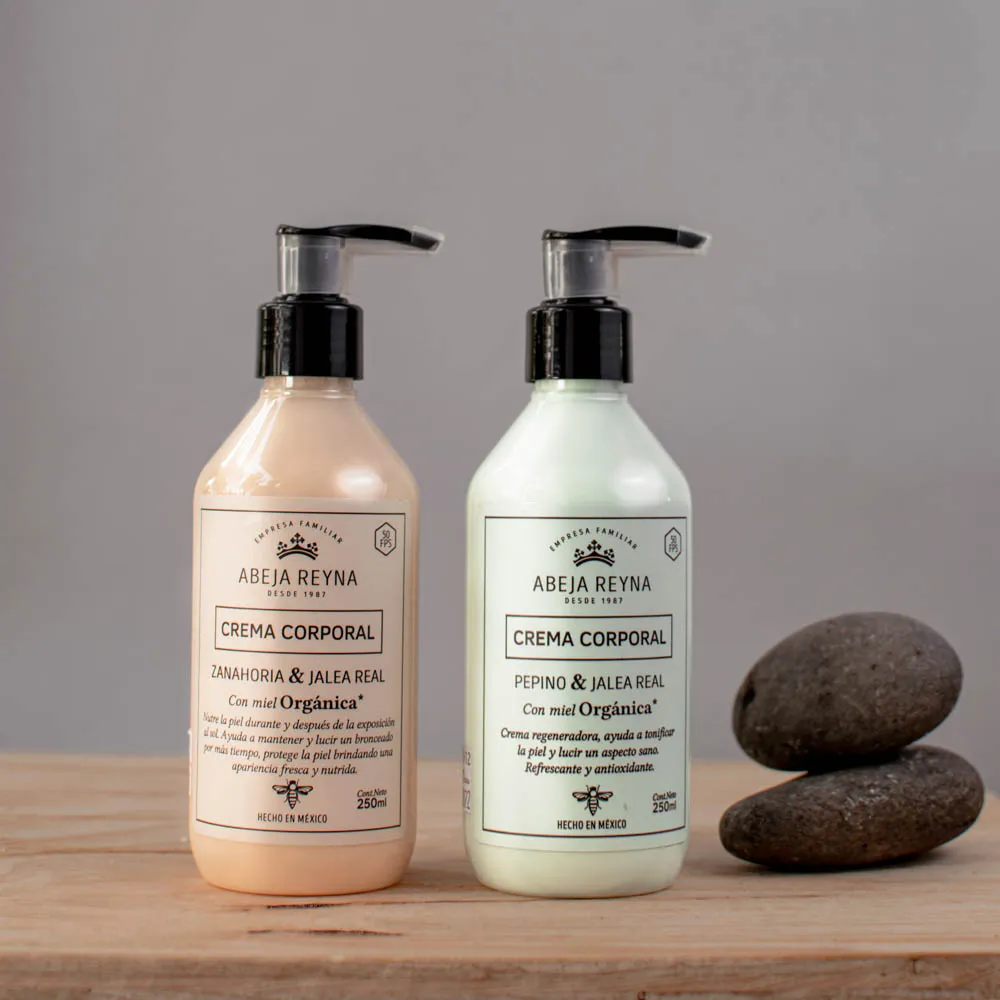 EMPRESA FAMILIAR
50
FPS
ABEJA REYNA
DESDE 1987
CREMA CORPORAL
ZANAHORIA & JALEA REAL
Con miel Orgánica*
Nutre la piel durante y después de la exposición
al sol. Ayuda a mantener y lucir un bronceado
por más tiempo, protege la piel brindando una
apariencia fresca y nutrida.
Cont.Neto
250ml
HECHO EN MÉXICO
EMPRESA FAMILIAR
50
FPS
ABEJA REYNA
DESDE 1987
CREMA CORPORAL
PEPINO & JALEA REAL
Con miel Orgánica*
Crema regeneradora, ayuda a tonificar
la piel y lucir un aspecto sano.
Refrescante y antioxidante.
Cont.Neto
250ml
HECHO EN MÉXICO